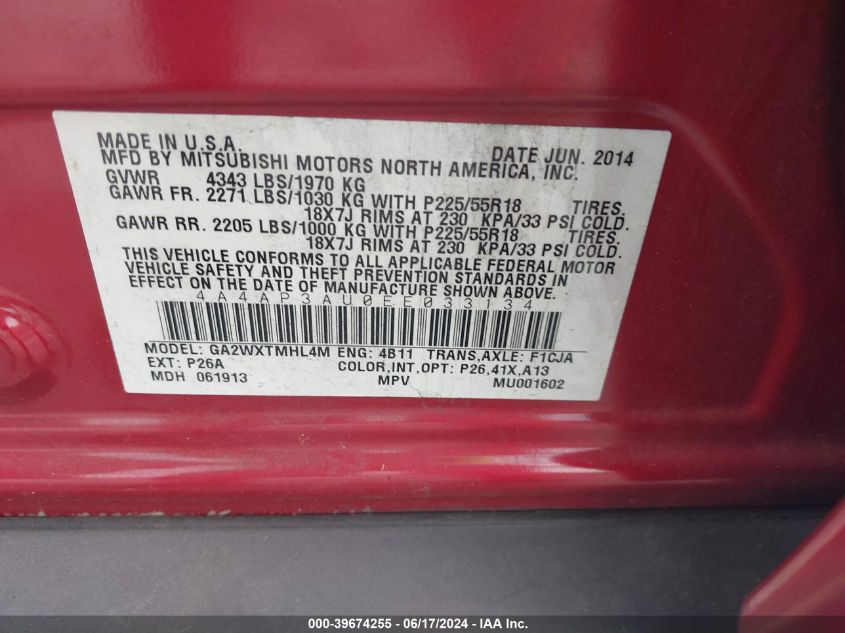 MADE IN U.S.A. DATE JUN. 2014
MFD BY MITSUBISHI MOTORS NORTH AMERICA, INC.
GVWR 4343 LBS/1970 KG
GAWR FR. 2271 LBS/1030 KG WITH P225/55R18 TIRES.
18X7J RIMS AT 230 KPA/33 PSI COLD.
GAWR RR. 2205 LBS/1000 KG WITH P225/55R18 TIRES.
18X7J RIMS AT 230 KPA/33 PSI COLD.
THIS VEHICLE CONFORMS TO ALL APPLICABLE FEDERAL MOTOR
VEHICLE SAFETY AND THEFT PREVENTION STANDARDS IN
EFFECT ON THE DATE OF MANUFACTURE SHOWN ABOVE.
4A4AP3AU0EE033134
MODEL: GA2WXTMHL4M ENG: 4B11 TRANS,AXLE: F1CJA
EXT: P26A COLOR,INT,OPT: P26,41X,A13
MDH 061913 MPV MU001602
000-39674255 - 06/17/2024 - IAAI Inc.